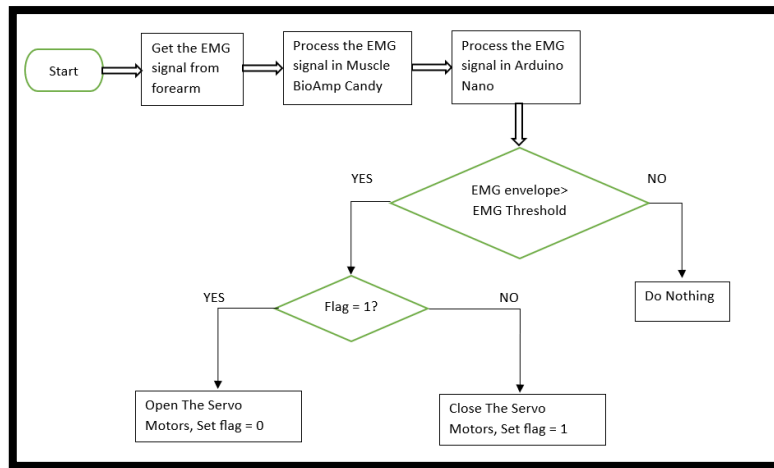 Start
Get the EMG
signal from
forearm
Process the EMG
signal in Muscle
BioAmp Candy
Process the EMG
signal in Arduino
Nano
EMG envelope>
EMG Threshold
YES
NO
Flag = 1?
YES
NO
Do Nothing
Open The Servo
Motors, Set flag = 0
Close The Servo
Motors, Set flag = 1